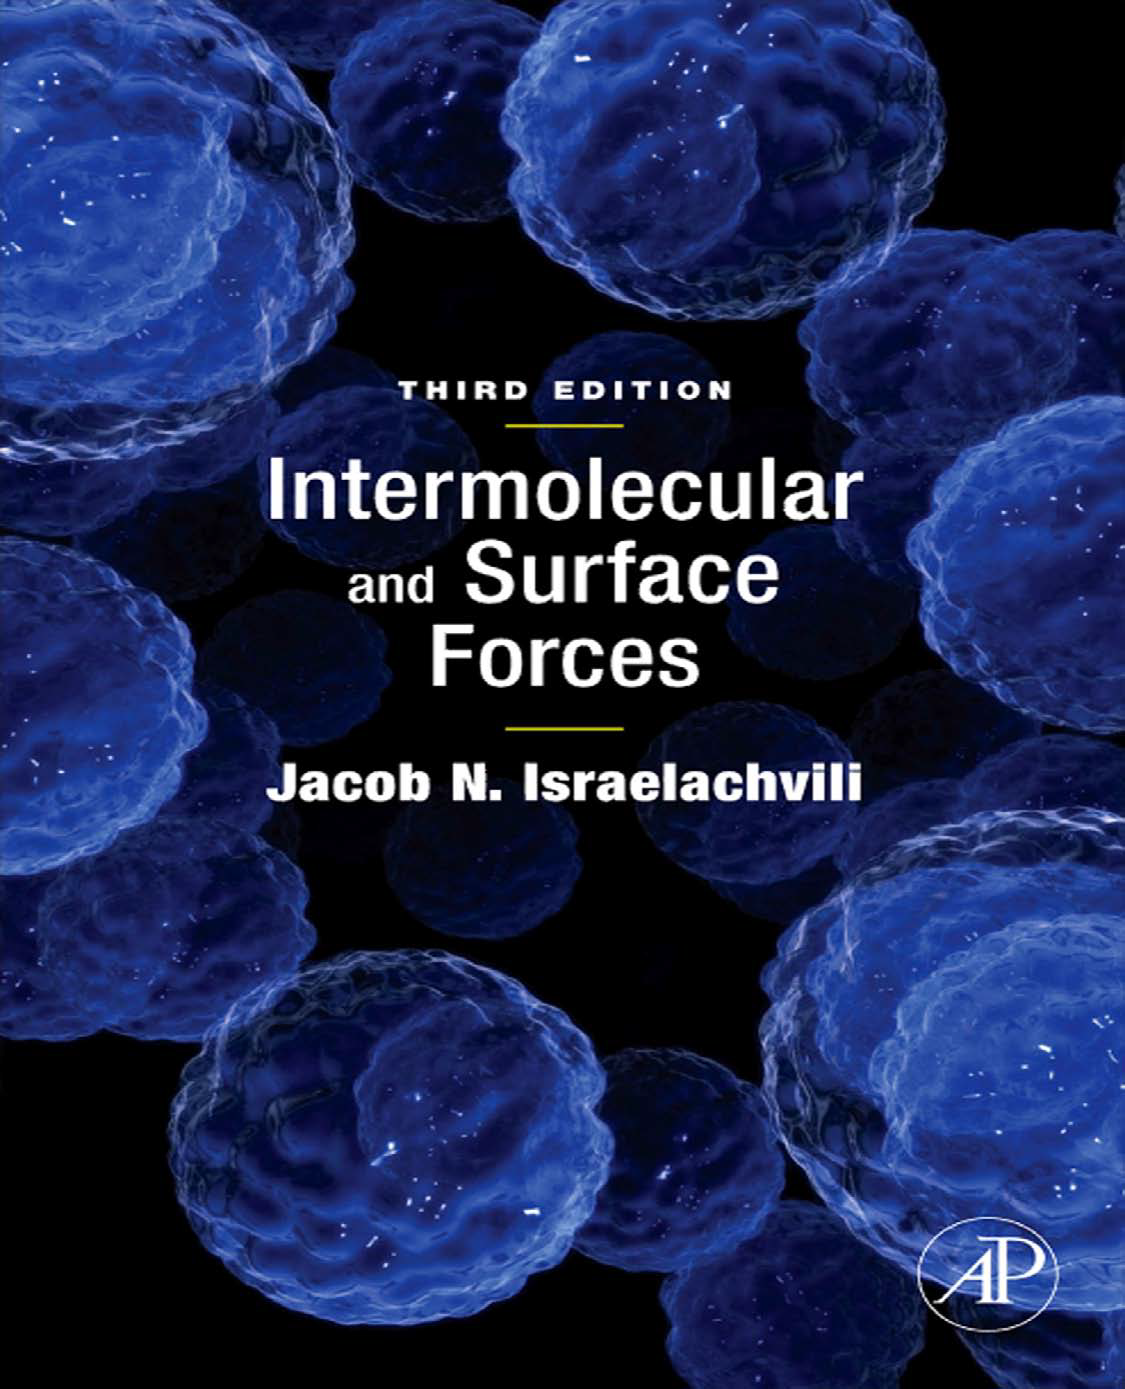 THIRD EDITION
Intermolecular
and Surface
Forces
Jacob N. Israelachvili
AP